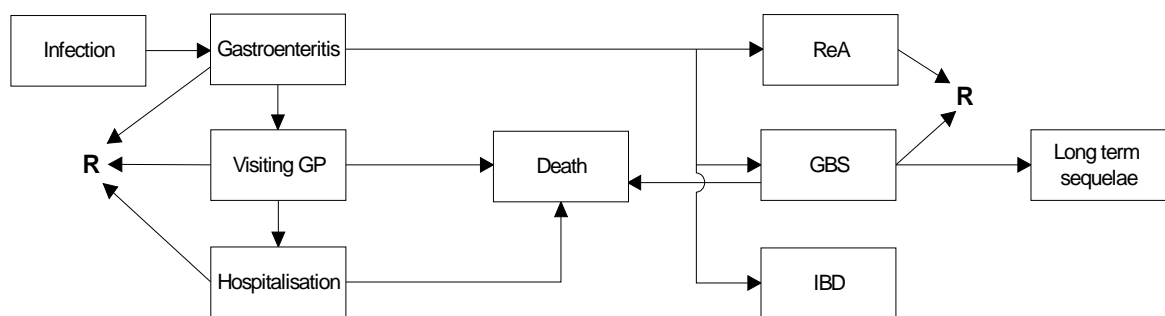 Infection
Gastroenteritis
ReA
R
R
Visiting GP
Death
GBS
Long term
sequelae
Hospitalisation
IBD